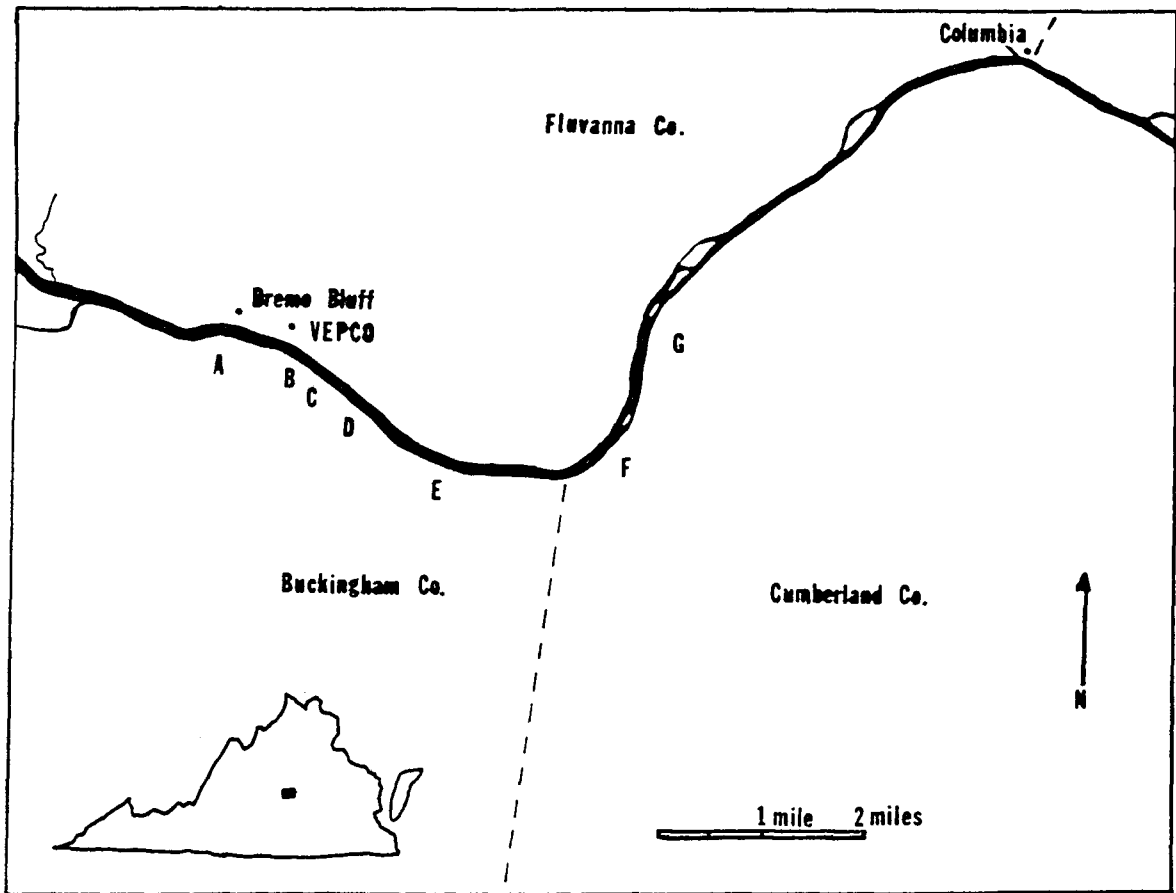 Columbia
Fluvanna Co.
Bremo Bluff
VEPCO
A
B
C
D
E
F
G
Buckingham Co.
Cumberland Co.
N
1 mile 2 miles